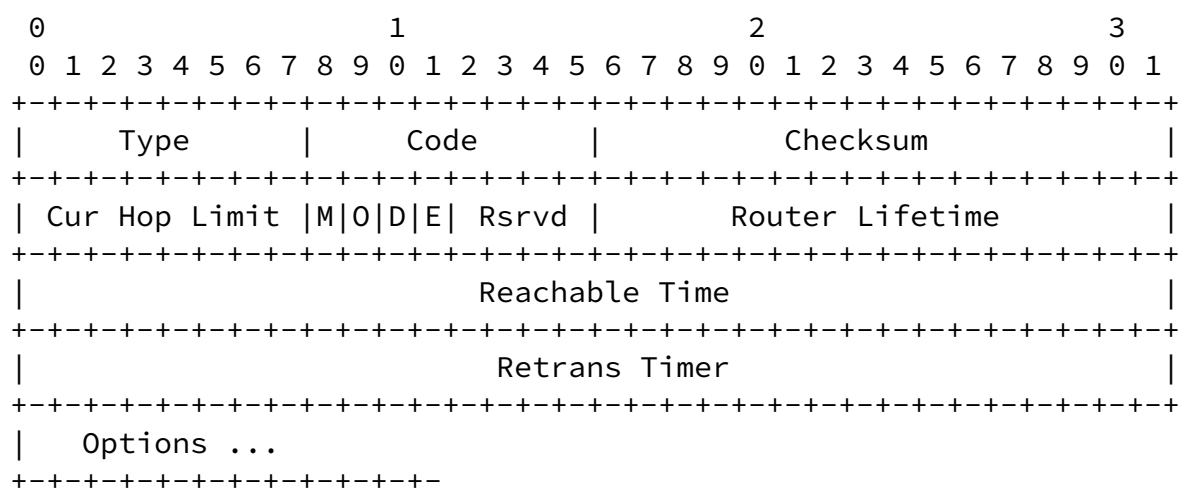 0                   1                   2                   3
 0 1 2 3 4 5 6 7 8 9 0 1 2 3 4 5 6 7 8 9 0 1 2 3 4 5 6 7 8 9 0 1
+-+-+-+-+-+-+-+-+-+-+-+-+-+-+-+-+-+-+-+-+-+-+-+-+-+-+-+-+-+-+-+-+
|     Type      |     Code      |          Checksum             |
+-+-+-+-+-+-+-+-+-+-+-+-+-+-+-+-+-+-+-+-+-+-+-+-+-+-+-+-+-+-+-+-+
| Cur Hop Limit |M|O|D|E| Rsrvd |       Router Lifetime         |
+-+-+-+-+-+-+-+-+-+-+-+-+-+-+-+-+-+-+-+-+-+-+-+-+-+-+-+-+-+-+-+-+
|                         Reachable Time                        |
+-+-+-+-+-+-+-+-+-+-+-+-+-+-+-+-+-+-+-+-+-+-+-+-+-+-+-+-+-+-+-+-+
|                          Retrans Timer                        |
+-+-+-+-+-+-+-+-+-+-+-+-+-+-+-+-+-+-+-+-+-+-+-+-+-+-+-+-+-+-+-+-+
|   Options ...
+-+-+-+-+-+-+-+-+-+-+-+-